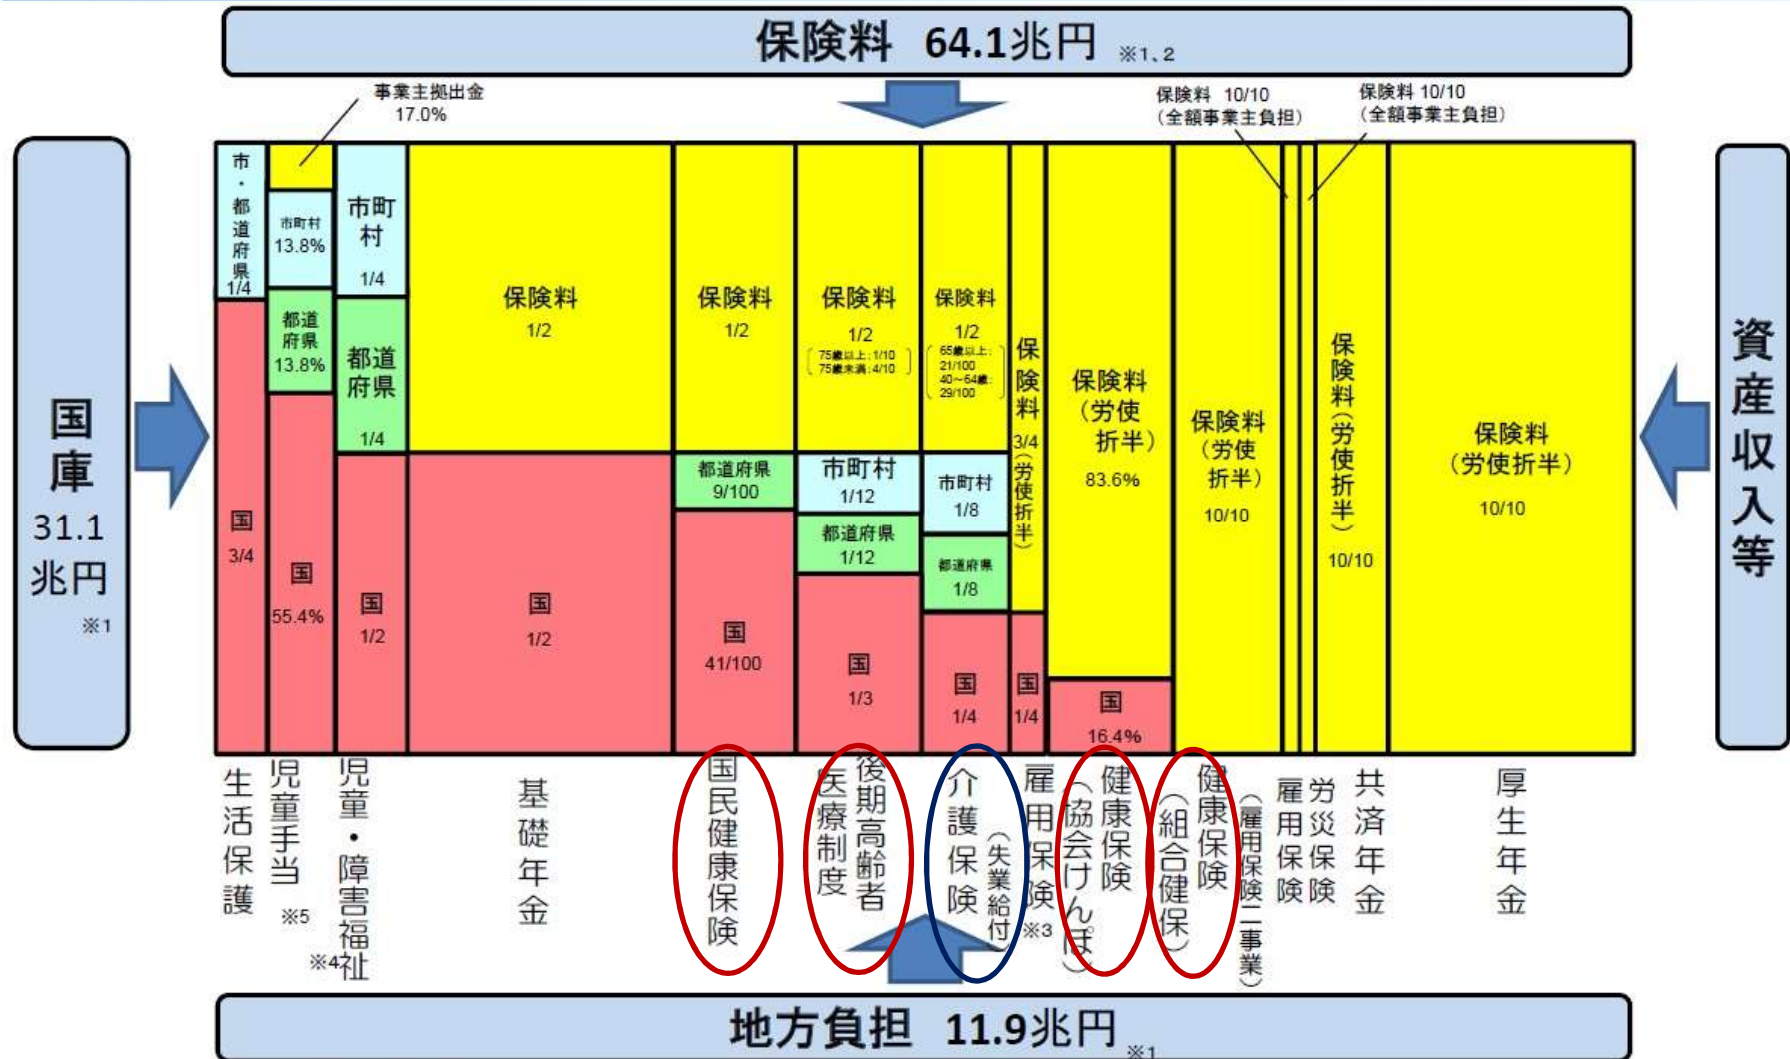 保険料 64.1兆円 ※1、2
事業主拠出金
17.0%
保険料 10/10
(全額事業主負担)
保険料 10/10
(全額事業主負担)
国庫
31.1
兆円
※1
資産収入等
市・都道府県
1/4
国
3/4
市町村
13.8%
都道
府県
13.8%
国
55.4%
市町
村
1/4
都道
府県
1/4
国
1/2
保険料
1/2
国
1/2
保険料
1/2
都道府県
9/100
国
41/100
保険料
1/2
75歳以上:1/10
75歳未満:4/10
市町村
1/12
都道府県
1/12
国
1/3
保険料
1/2
65歳以上:
21/100
40~64歳:
29/100
市町村
1/8
都道府県
1/8
国
1/4
保険料
3/4
(労使折半)
国
1/4
保険料
(労使
折半)
83.6%
国
16.4%
保険料
(労使
折半)
10/10
保険料(労使折半)
10/10
保険料
(労使折半)
10/10
生活保護
児童手当
※5
児童・障害福祉
※4
基礎年金
国民健康保険
後期高齢者
医療制度
介護保険
雇用保険
(失業給付)
※3
健康保険
(協会けんぽ)
健康保険
(組合健保)
雇用保険
(雇用保険二事業)
労災保険
共済年金
厚生年金
地方負担 11.9兆円 ※1